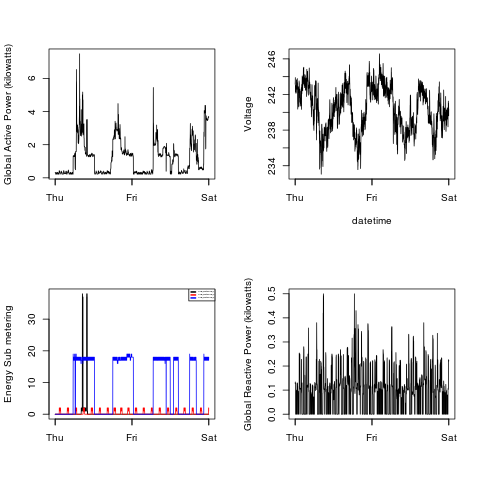 Global Active Power (kilowatts)
0 2 4 6
Thu Fri Sat
Voltage
234 238 242 246
Thu Fri Sat
datetime
Energy Sub metering
0 10 20 30
Thu Fri Sat
Global Reactive Power (kilowatts)
0.0 0.1 0.2 0.3 0.4 0.5
Thu Fri Sat